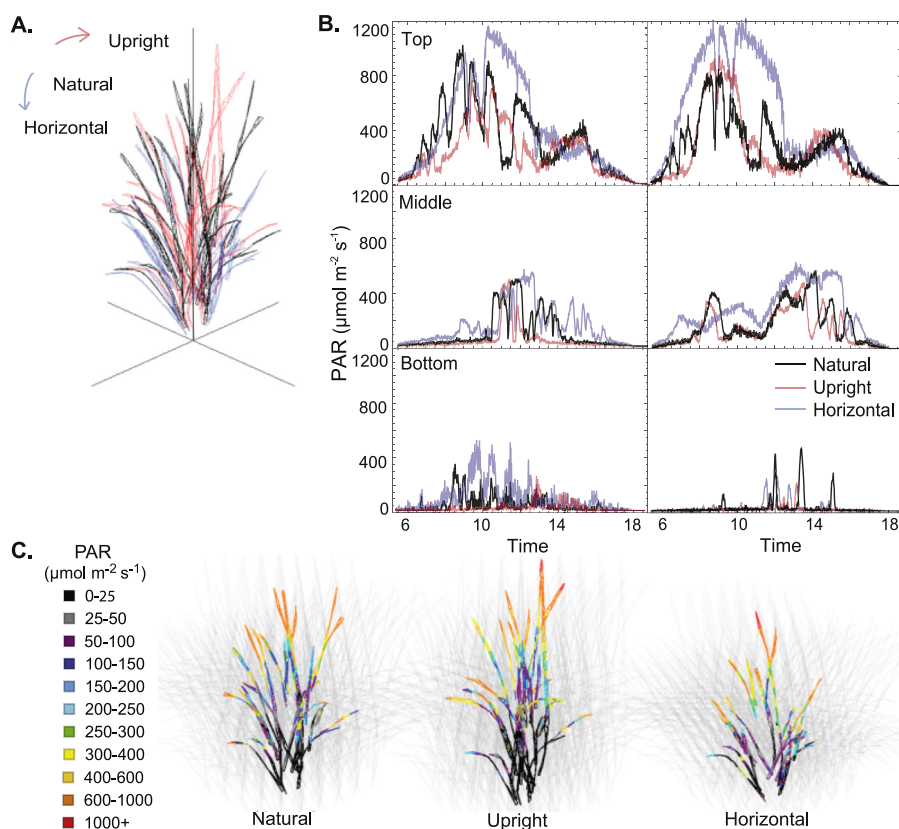 A.
Upright
Natural
Horizontal
B.
PAR (µmol m⁻² s⁻¹)
Top
1200
800
400
0
Middle
1200
800
400
0
Bottom
1200
800
400
0
Natural
Upright
Horizontal
6 10 14 18 6 10 14 18
Time Time
C.
PAR
(µmol m⁻² s⁻¹)
0-25
25-50
50-100
100-150
150-200
200-250
250-300
300-400
400-600
600-1000
1000+
Natural
Upright
Horizontal